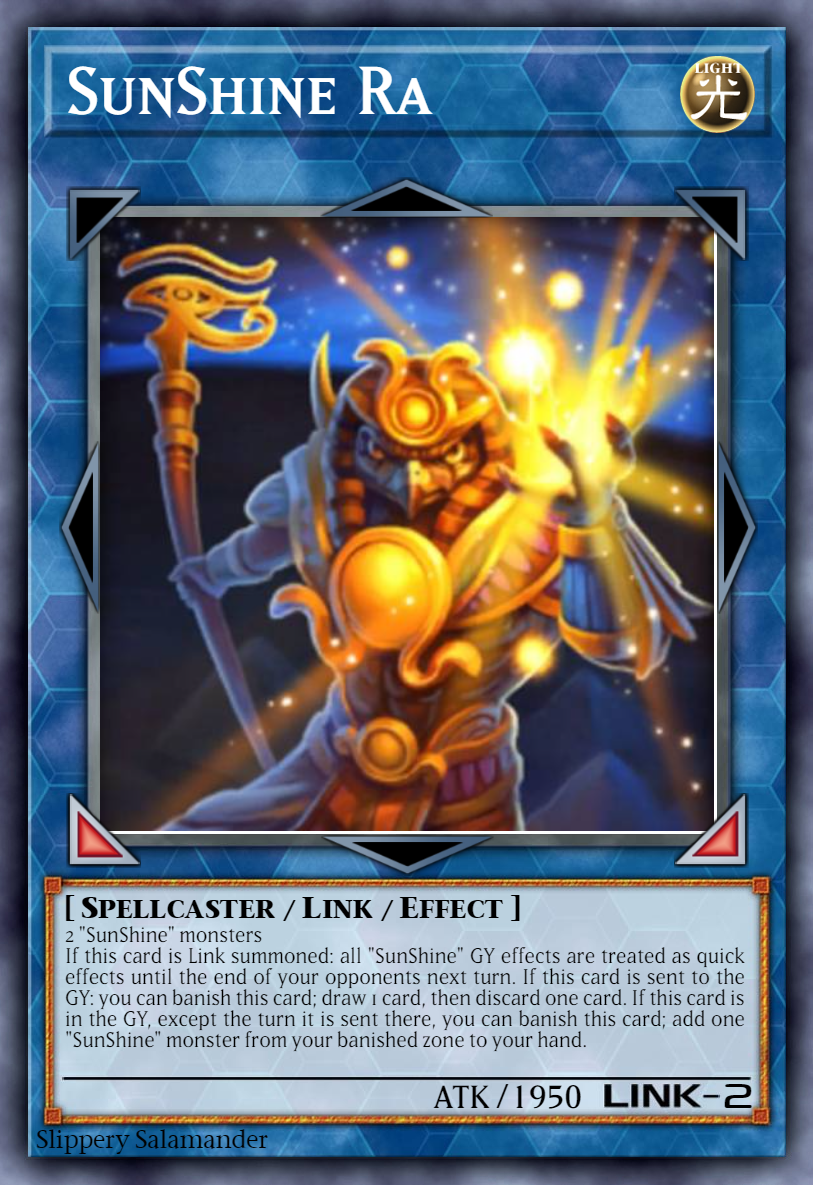 SunShine Ra
LIGHT
光
[ Spellcaster / Link / Effect ]
2 "SunShine" monsters
If this card is Link summoned: all "SunShine" GY effects are treated as quick
effects until the end of your opponents next turn. If this card is sent to the
GY: you can banish this card; draw 1 card, then discard one card. If this card is
in the GY, except the turn it is sent there, you can banish this card; add one
"SunShine" monster from your banished zone to your hand.
ATK/1950 LINK-2
Slippery Salamander